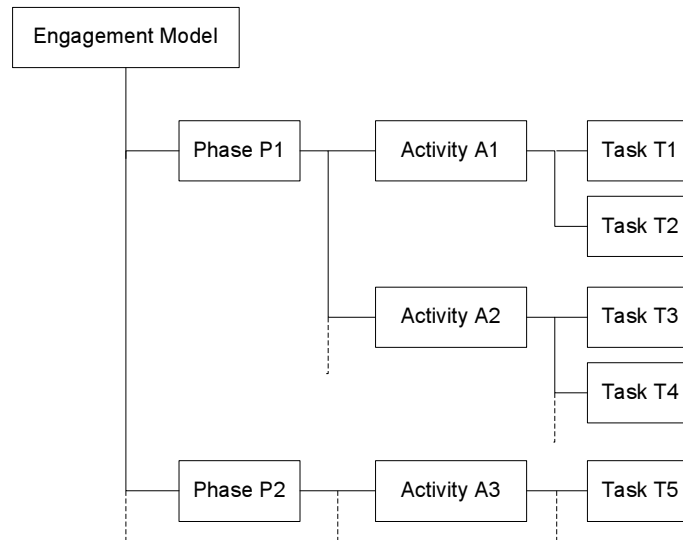 Engagement Model
Phase P1
Activity A1
Task T1
Task T2
Activity A2
Task T3
Task T4
Phase P2
Activity A3
Task T5